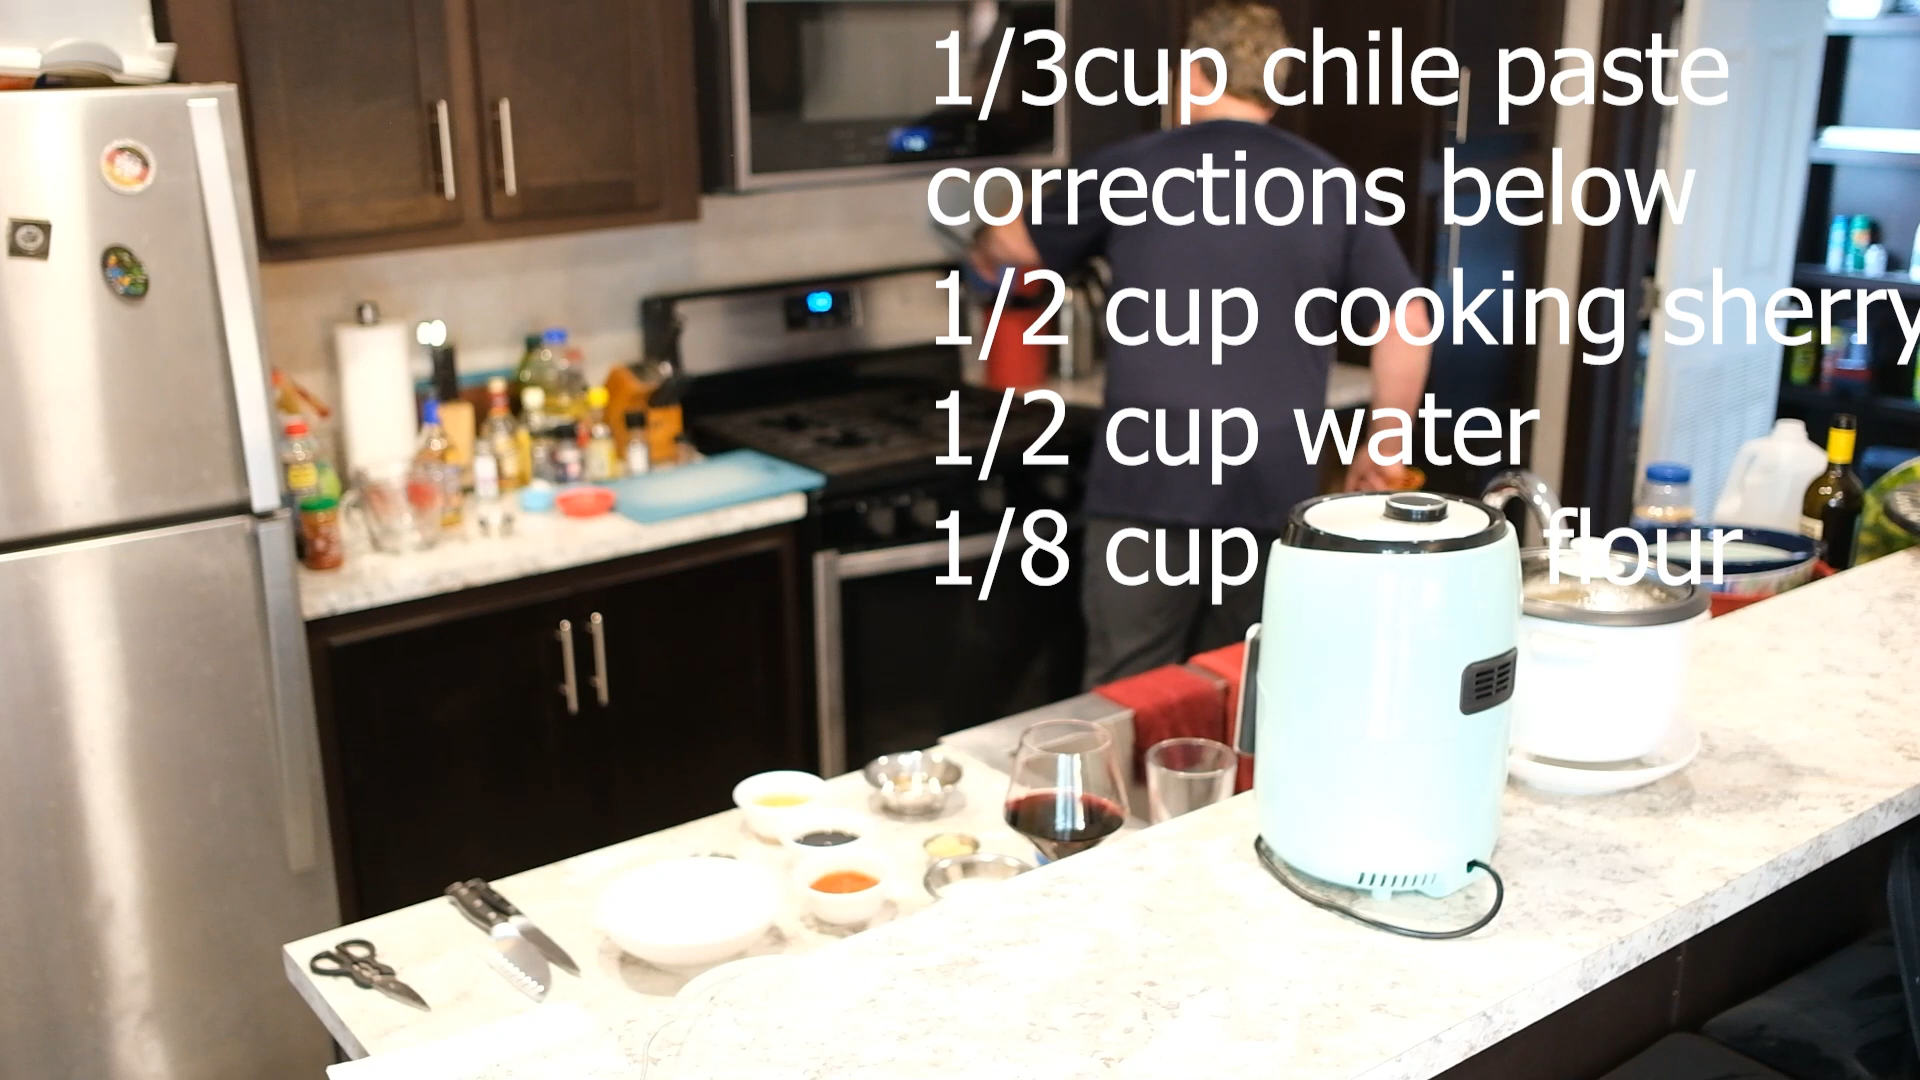 1/3cup chile paste
corrections below
1/2 cup cooking sherry
1/2 cup water
1/8 cup flour